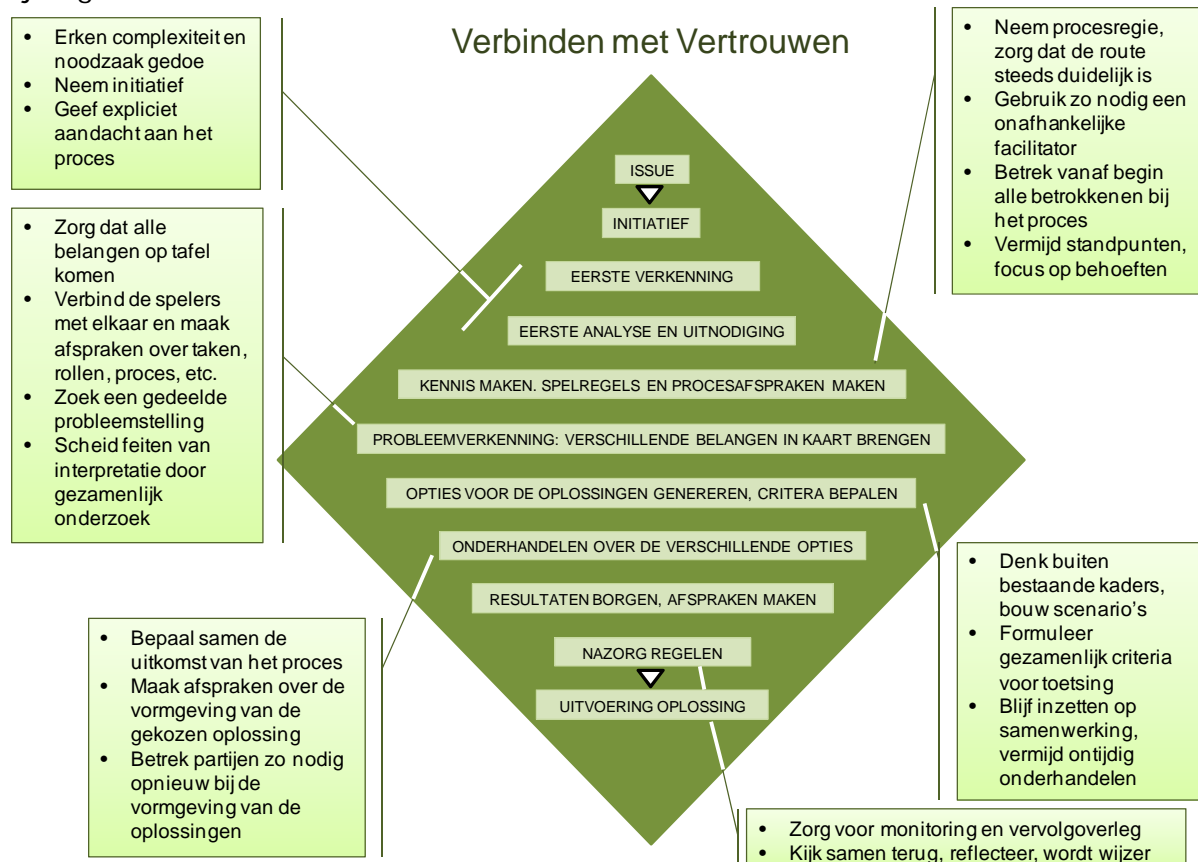 Verbinden met Vertrouwen
• Erken complexiteit en
noodzaak gedoe
• Neem initiatief
• Geef expliciet
aandacht aan het
proces
• Zorg dat alle
belangen op tafel
komen
• Verbind de spelers
met elkaar en maak
afspraken over taken,
rollen, proces, etc.
• Zoek een gedeelde
probleemstelling
• Scheid feiten van
interpretatie door
gezamenlijk
onderzoek
• Bepaal samen de
uitkomst van het proces
• Maak afspraken over de
vormgeving van de
gekozen oplossing
• Betrek partijen zo nodig
opnieuw bij de
vormgeving van de
oplossingen
ISSUE
INITIATIEF
EERSTE VERKENNING
EERSTE ANALYSE EN UITNODIGING
KENNIS MAKEN. SPELREGELS EN PROCESAFSPRAKEN MAKEN
PROBLEEMVERKENNING: VERSCHILLENDE BELANGEN IN KAART BRENGEN
OPTIES VOOR DE OPLOSSINGEN GENEREREN, CRITERA BEPALEN
ONDERHANDELEN OVER DE VERSCHILLENDE OPTIES
RESULTATEN BORGEN, AFSPRAKEN MAKEN
NAZORG REGELEN
UITVOERING OPLOSSING
• Neem procesregie,
zorg dat de route
steeds duidelijk is
• Gebruik zo nodig een
onafhankelijke
facilitator
• Betrek vanaf begin
alle betrokkenen bij
het proces
• Vermijd standpunten,
focus op behoeften
• Denk buiten
bestaande kaders,
bouw scenario's
• Formuleer
gezamenlijk criteria
voor toetsing
• Blijf inzetten op
samenwerking,
vermijd ontijdig
onderhandelen
• Zorg voor monitoring en vervolgoverleg
• Kijk samen terug, reflecteer, wordt wijzer